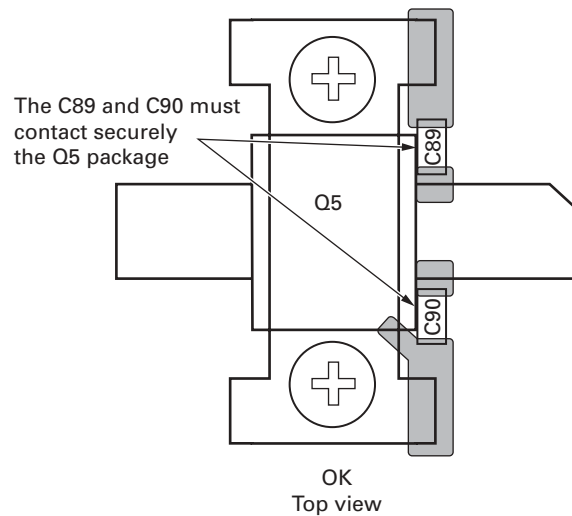 The C89 and C90 must
contact securely
the Q5 package
C89
Q5
C90
OK
Top view